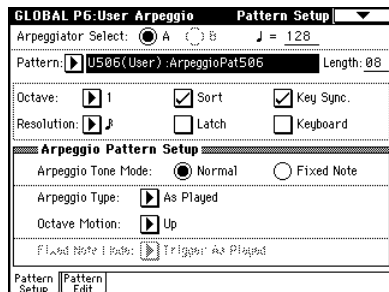 GLOBAL P6:User Arpeggio Pattern Setup
Arpeggiator Select: A B ♩ = 128
Pattern: U506(User) :ArpeggioPat506 Length: 08
Octave: 1 Sort Key Sync.
Resolution: ♪ Latch Keyboard
Arpeggio Pattern Setup
Arpeggio Tone Mode: Normal Fixed Note
Arpeggio Type: As Played
Octave Motion: Up
Fixed Note Mode: Trigger As Played
Pattern Setup Pattern Edit